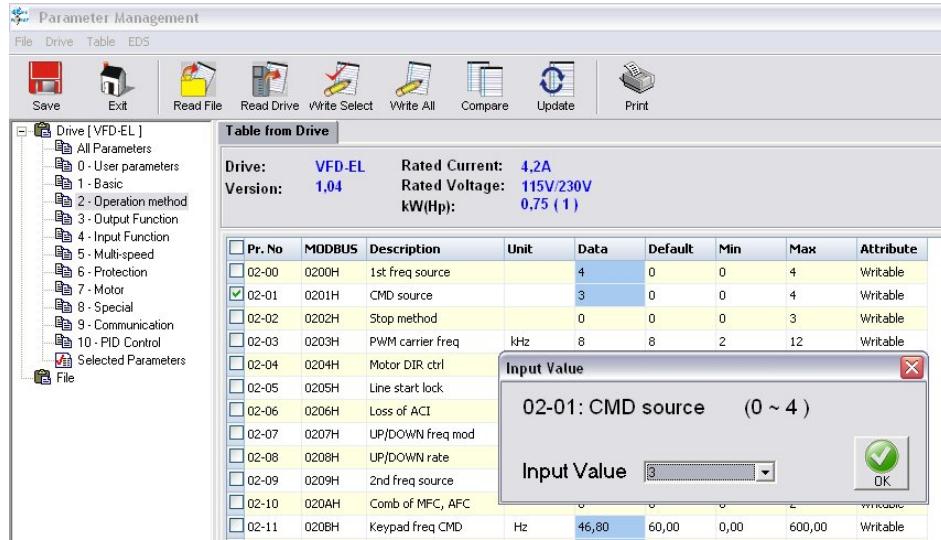 Parameter Management
File Drive Table EDS
Save Exit Read File Read Drive Write Select Write All Compare Update Print
Drive [ VFD-EL ]
All Parameters
0 - User parameters
1 - Basic
2 - Operation method
3 - Output Function
4 - Input Function
5 - Multi-speed
6 - Protection
7 - Motor
8 - Special
9 - Communication
10 - PID Control
Selected Parameters
File
Table from Drive
Drive: VFD-EL Rated Current: 4,2A
Version: 1,04 Rated Voltage: 115V/230V
kW(Hp): 0,75 ( 1 )
Pr. No MODBUS Description Unit Data Default Min Max Attribute
02-00 0200H 1st freq source 4 0 0 4 Writable
02-01 0201H CMD source 3 0 0 4 Writable
02-02 0202H Stop method 0 0 0 3 Writable
02-03 0203H PWM carrier freq kHz 8 8 2 12 Writable
02-04 0204H Motor DIR ctrl
02-05 0205H Line start lock
02-06 0206H Loss of ACI
02-07 0207H UP/DOWN freq mod
02-08 0208H UP/DOWN rate
02-09 0209H 2nd freq source
02-10 020AH Comb of MFC, AFC
02-11 020BH Keypad freq CMD Hz 46,80 60,00 0,00 600,00 Writable
Input Value
02-01: CMD source (0 ~ 4 )
Input Value 3
OK